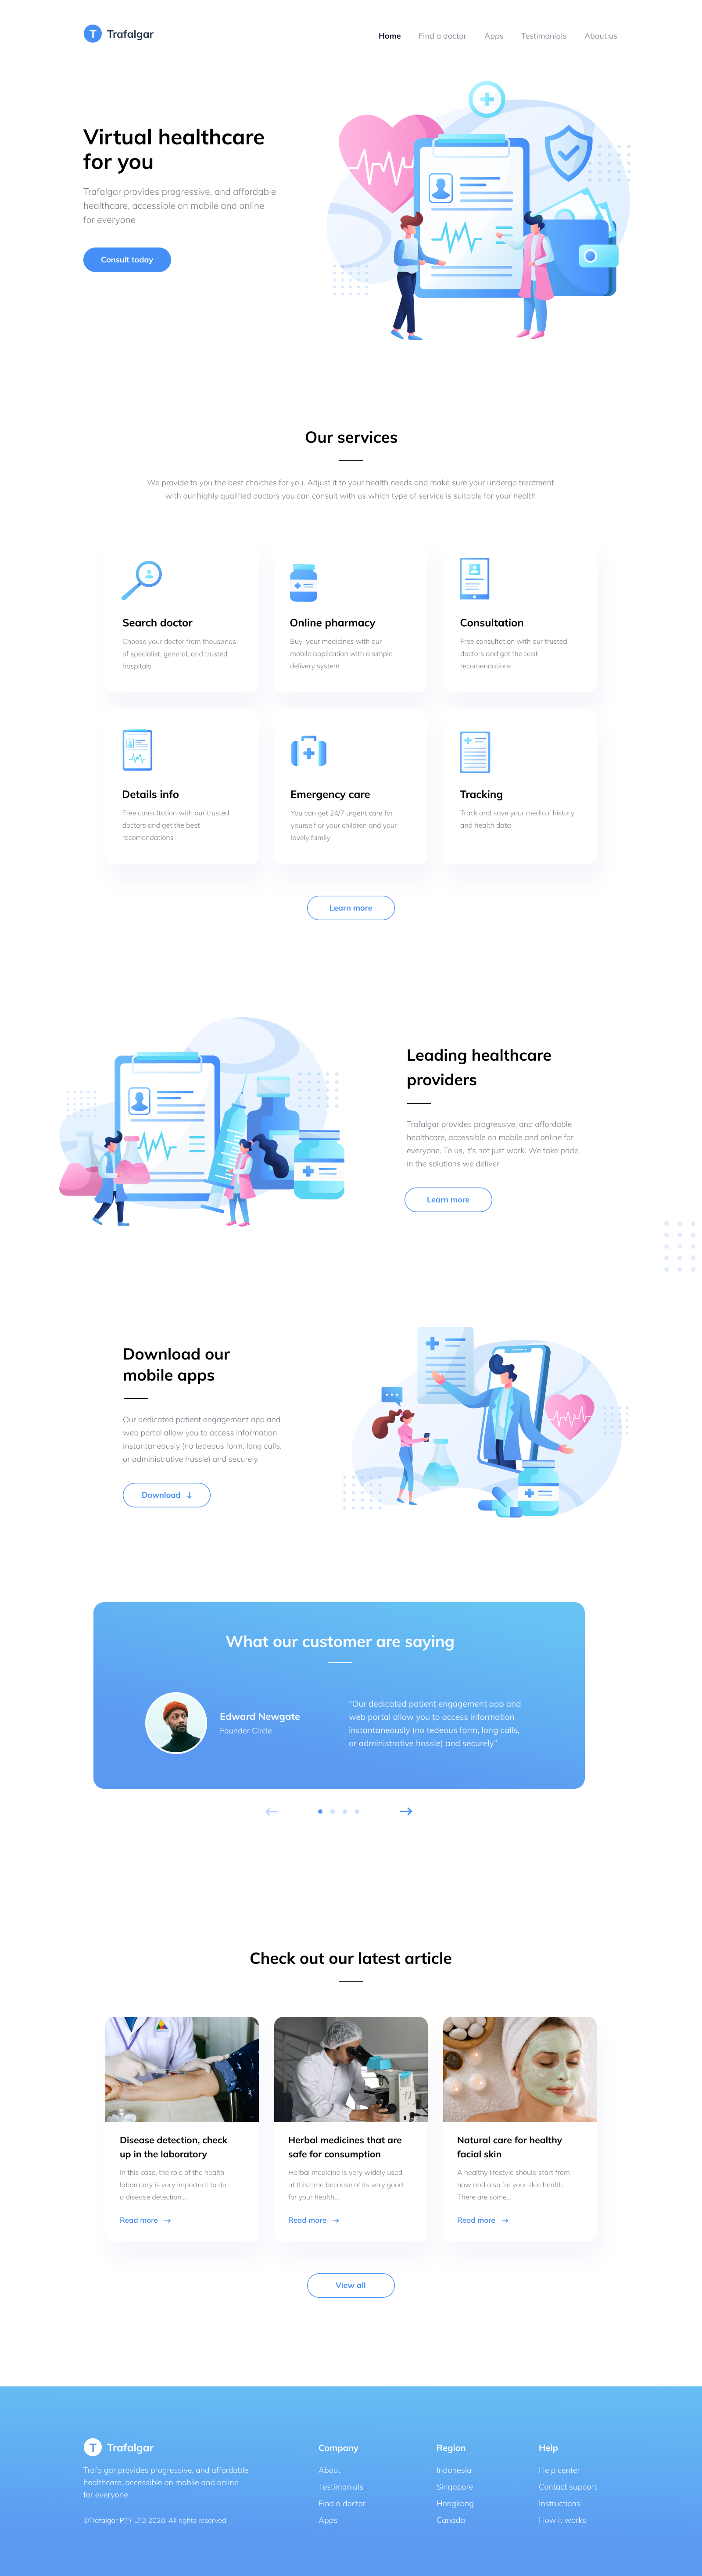 T Trafalgar
Home Find a doctor Apps Testimonials About us
Virtual healthcare
for you
Trafalgar provides progressive, and affordable
healthcare, accessible on mobile and online
for everyone
Consult today
Our services
We provide to you the best choiches for you. Adjust it to your health needs and make sure your undergo treatment
with our highly qualified doctors you can consult with us which type of service is suitable for your health
Search doctor
Choose your doctor from thousands
of specialist, general, and trusted
hospitals
Online pharmacy
Buy your medicines with our
mobile application with a simple
delivery system
Consultation
Free consultation with our trusted
doctors and get the best
recomendations
Details info
Free consultation with our trusted
doctors and get the best
recomendations
Emergency care
You can get 24/7 urgent care for
yourself or your children and your
lovely family
Tracking
Track and save your medical history
and health data
Learn more
Leading healthcare
providers
Trafalgar provides progressive, and affordable
healthcare, accessible on mobile and online for
everyone. To us, it's not just work. We take pride
in the solutions we deliver
Learn more
Download our
mobile apps
Our dedicated patient engagement app and
web portal allow you to access information
instantaneously (no tedeous form, long calls,
or administrative hassle) and securely
Download ↓
What our customer are saying
Edward Newgate
Founder Circle
“Our dedicated patient engagement app and
web portal allow you to access information
instantaneously (no tedeous form, long calls,
or administrative hassle) and securely”
Check out our latest article
Disease detection, check
up in the laboratory
In this case, the role of the health
laboratory is very important to do
a disease detection...
Read more →
Herbal medicines that are
safe for consumption
Herbal medicine is very widely used
at this time because of its very good
for your health...
Read more →
Natural care for healthy
facial skin
A healthy lifestyle should start from
now and also for your skin health.
There are some...
Read more →
View all
T Trafalgar
Trafalgar provides progressive, and affordable
healthcare, accessible on mobile and online
for everyone
©Trafalgar PTY LTD 2020. All rights reserved
Company
About
Testimonials
Find a doctor
Apps
Region
Indonesia
Singapore
Hongkong
Canada
Help
Help center
Contact support
Instructions
How it works